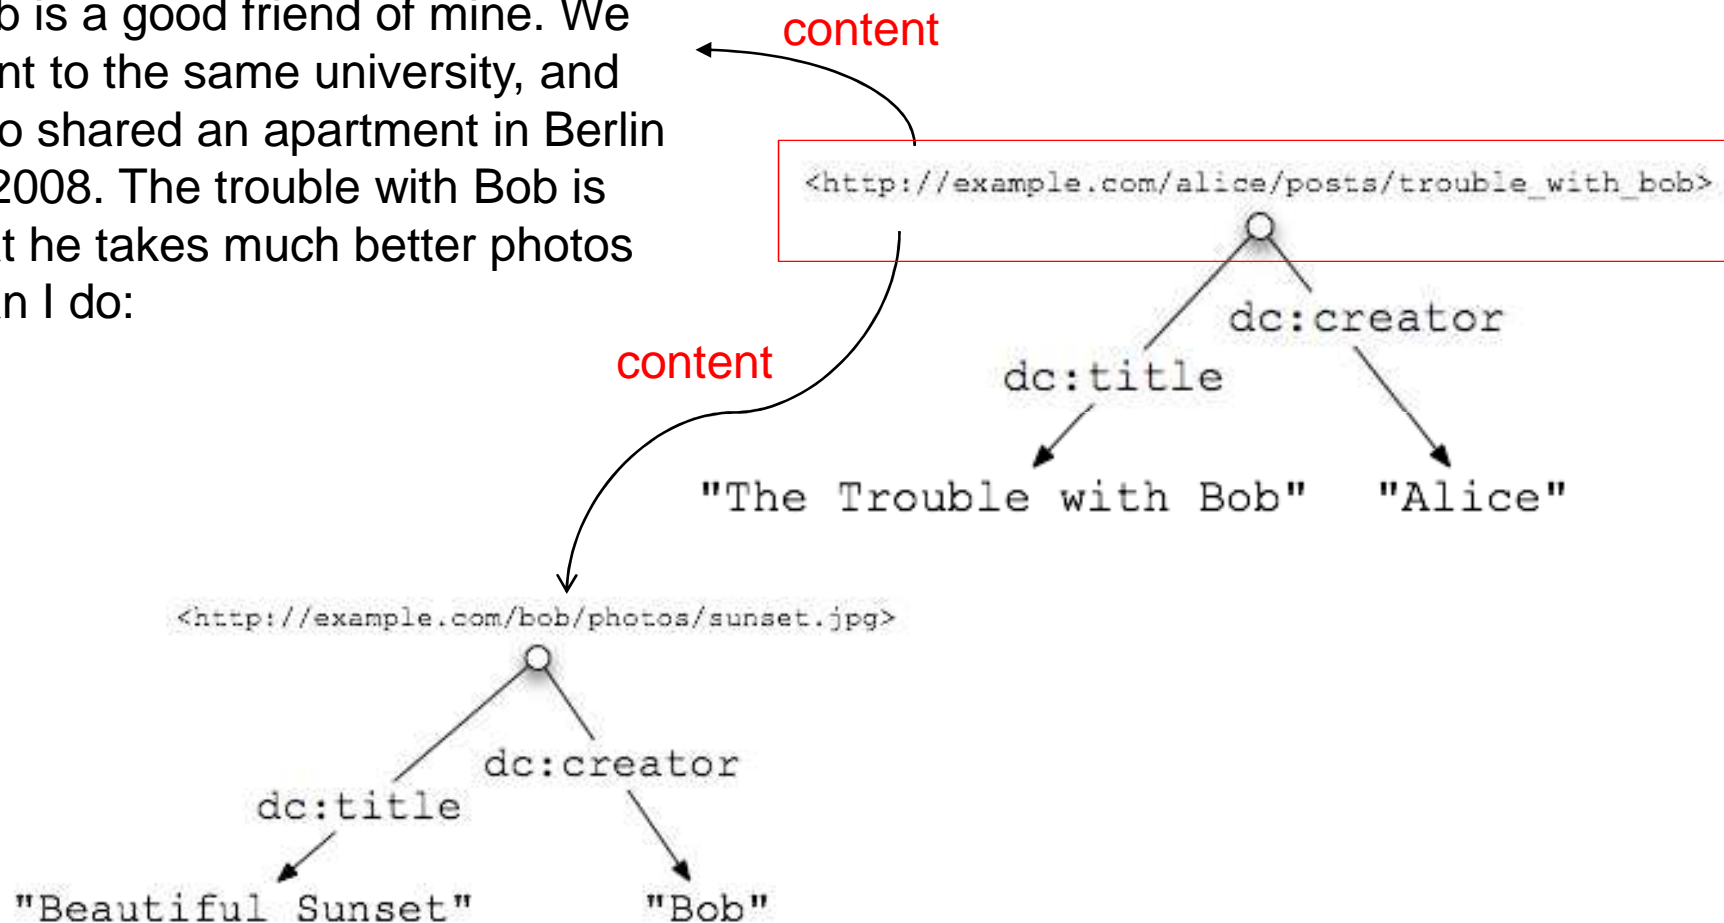 b is a good friend of mine. We
nt to the same university, and
o shared an apartment in Berlin
2008. The trouble with Bob is
t he takes much better photos
n I do:
content
<http://example.com/alice/posts/trouble_with_bob>
dc:creator
dc:title
content
"The Trouble with Bob" "Alice"
<http://example.com/bob/photos/sunset.jpg>
dc:creator
dc:title
"Beautiful Sunset" "Bob"